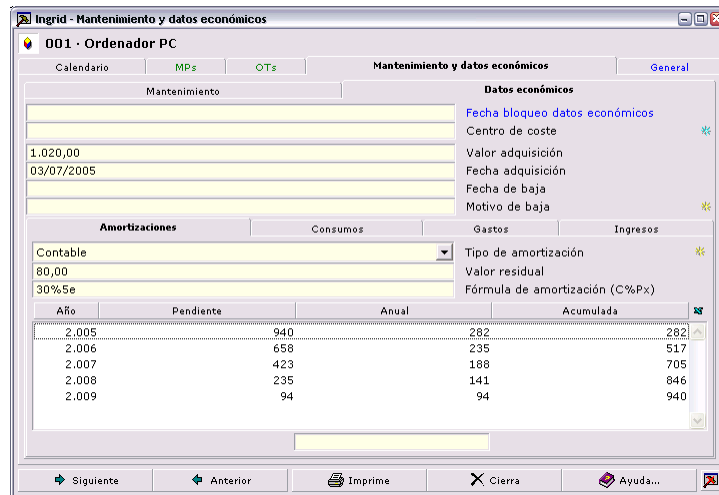 Ingrid - Mantenimiento y datos económicos
001 · Ordenador PC
Calendario MPs OTs Mantenimiento y datos económicos General
Mantenimiento Datos económicos
Fecha bloqueo datos económicos
Centro de coste
1.020,00 Valor adquisición
03/07/2005 Fecha adquisición
Fecha de baja
Motivo de baja
Amortizaciones Consumos Gastos Ingresos
Contable Tipo de amortización
80,00 Valor residual
30%5e Fórmula de amortización (C%Px)
Año Pendiente Anual Acumulada
2.005 940 282 282
2.006 658 235 517
2.007 423 188 705
2.008 235 141 846
2.009 94 94 940
Siguiente Anterior Imprime Cierra Ayuda...